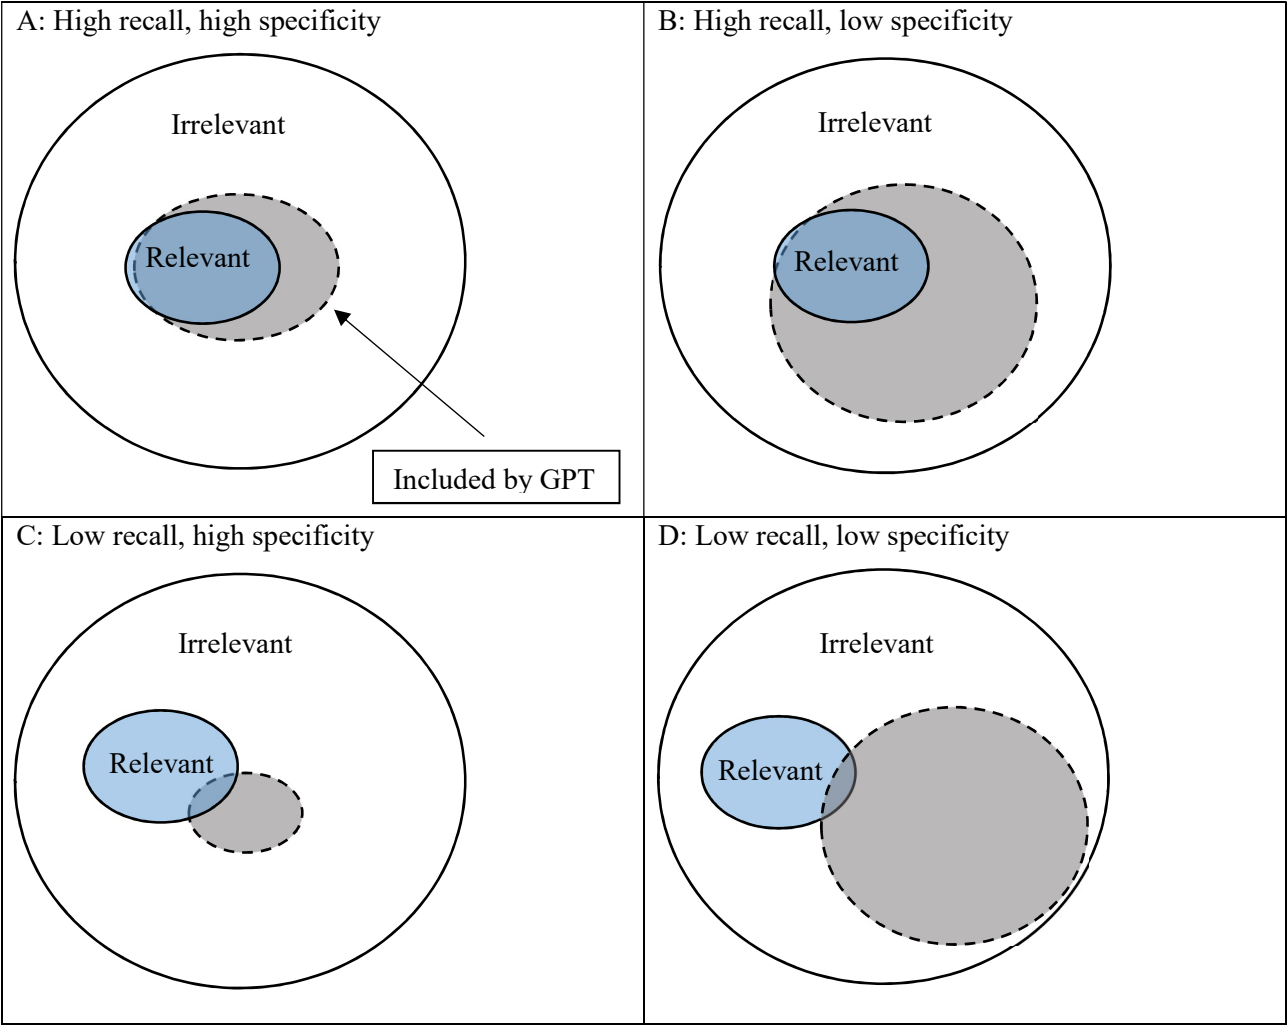 A: High recall, high specificity
Irrelevant
Relevant
Included by GPT
B: High recall, low specificity
Irrelevant
Relevant
C: Low recall, high specificity
Irrelevant
Relevant
D: Low recall, low specificity
Irrelevant
Relevant